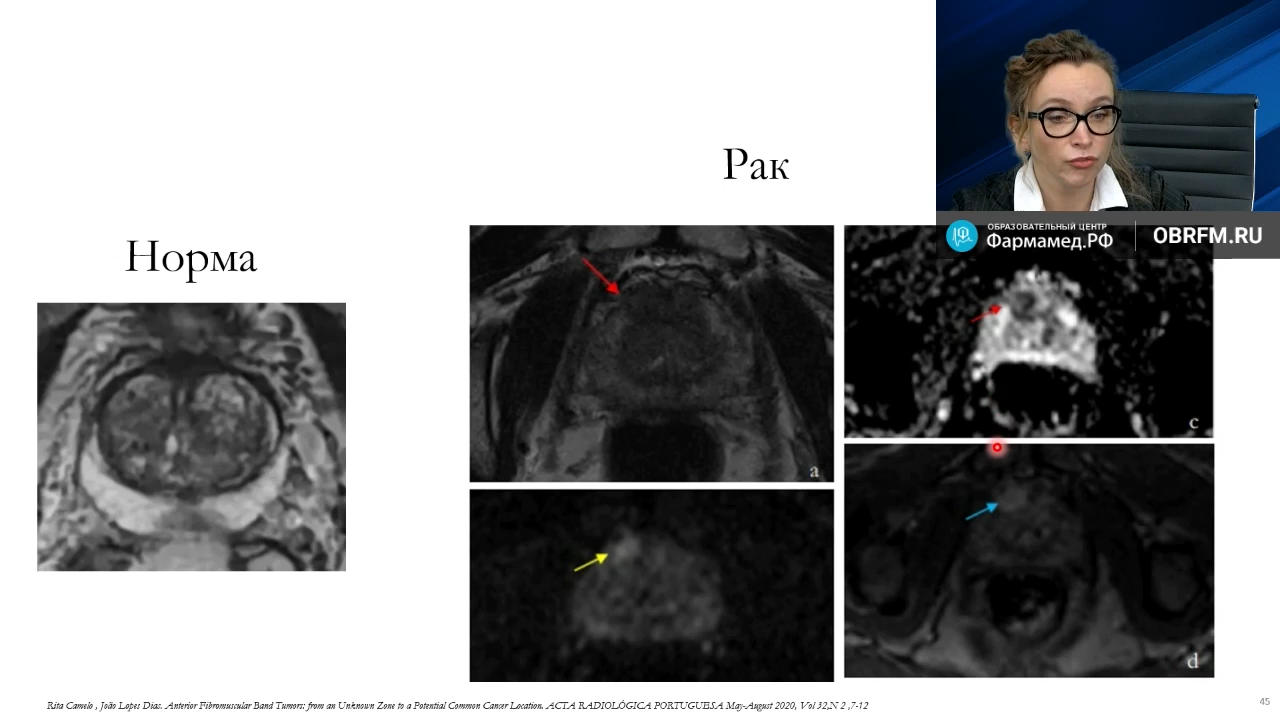 Рак
Норма
ОБРАЗОВАТЕЛЬНЫЙ ЦЕНТР
Фармамед.РФ
OBRFM.RU
a
c
d
Rita Camelo , João Lopes Dias. Anterior Fibromuscular Band Tumors: from an Unknown Zone to a Potential Common Cancer Location. ACTA RADIOLÓGICA PORTUGUESA May-August 2020, Vol 32,N 2 ,7-12
45